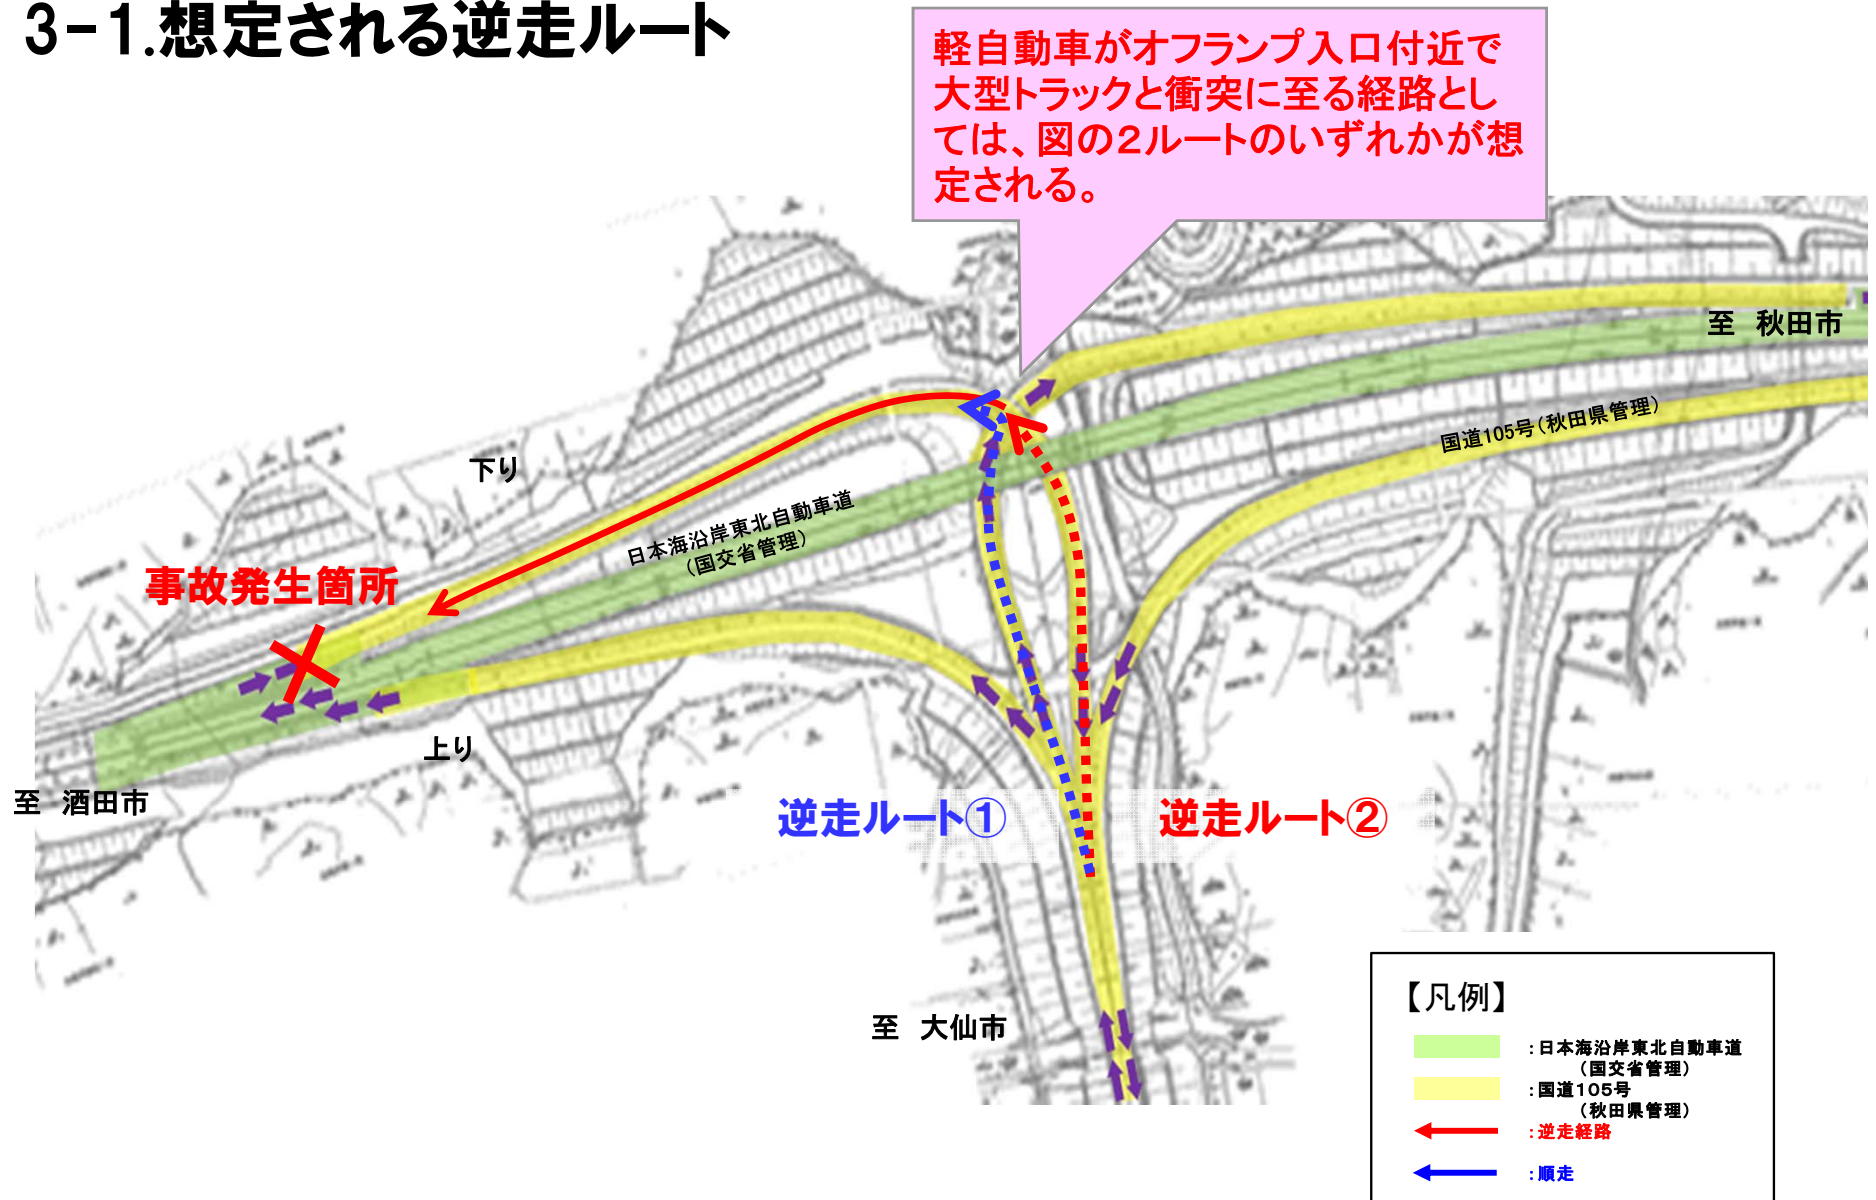 3-1.想定される逆走ルート
軽自動車がオフランプ入口付近で
大型トラックと衝突に至る経路とし
ては、図の2ルートのいずれかが想
定される。
至 秋田市
国道105号(秋田県管理)
下り
日本海沿岸東北自動車道
(国交省管理)
事故発生箇所
上り
至 酒田市
逆走ルート①
逆走ルート②
至 大仙市
【凡例】
:日本海沿岸東北自動車道
(国交省管理)
:国道105号
(秋田県管理)
:逆走経路
:順走